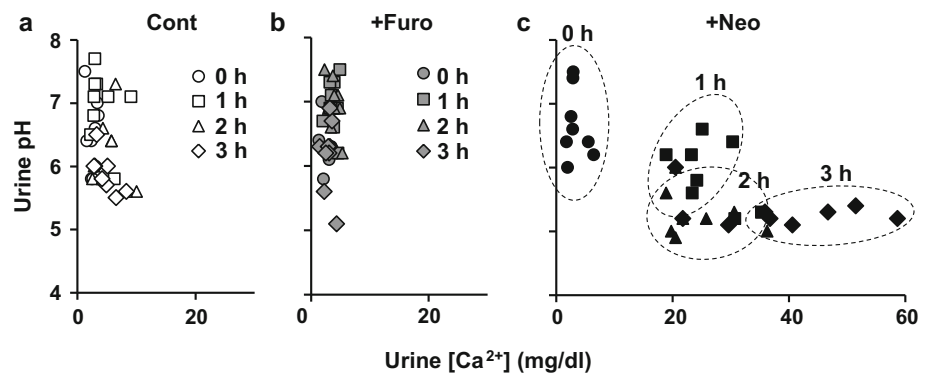 a Cont
b +Furo
c +Neo
Urine pH
8
7
6
5
4
0 20
0 h
1 h
2 h
3 h
0 20
0 h
1 h
2 h
3 h
0 20 40 60
0 h
1 h
2 h
3 h
Urine [Ca²⁺] (mg/dl)